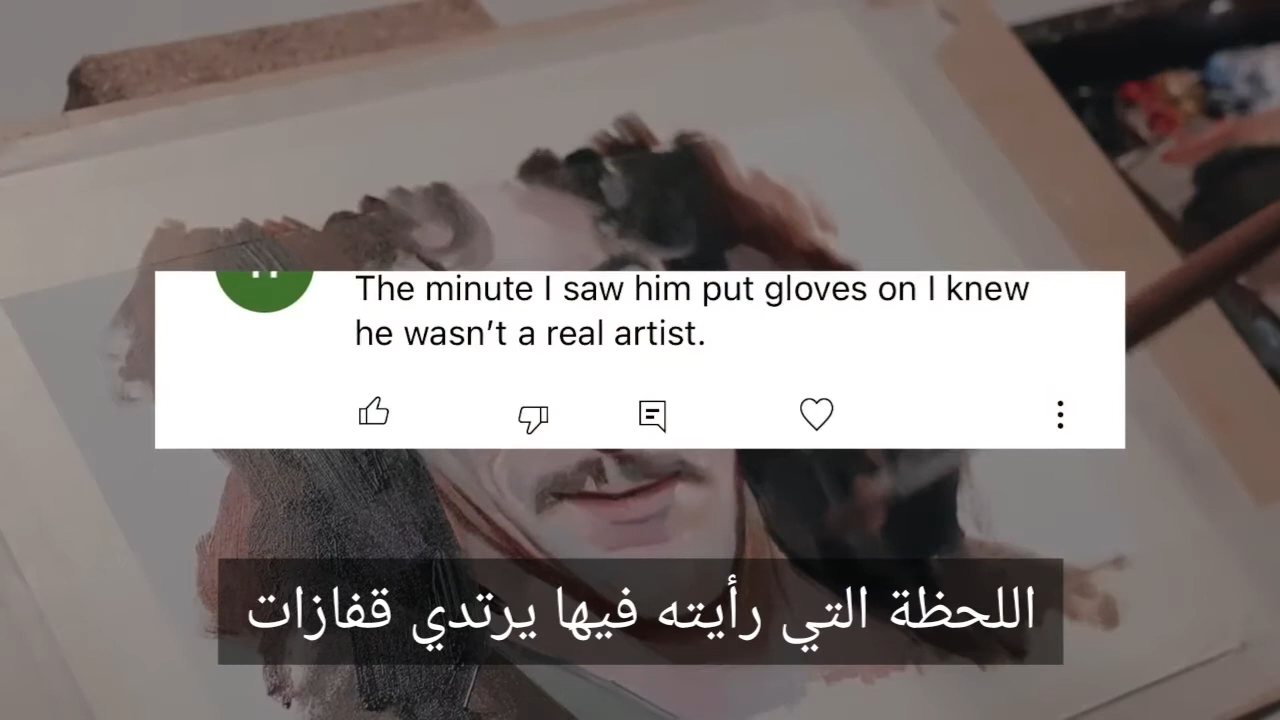 The minute I saw him put gloves on I knew
he wasn’t a real artist.
اللحظة التي رأيته فيها يرتدي قفازات